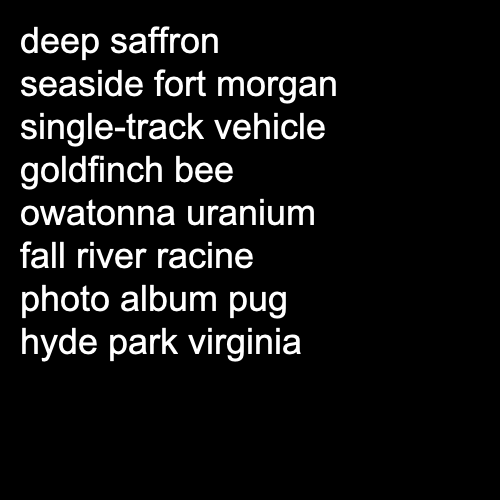 deep saffron
seaside fort morgan
single-track vehicle
goldfinch bee
owatonna uranium
fall river racine
photo album pug
hyde park virginia